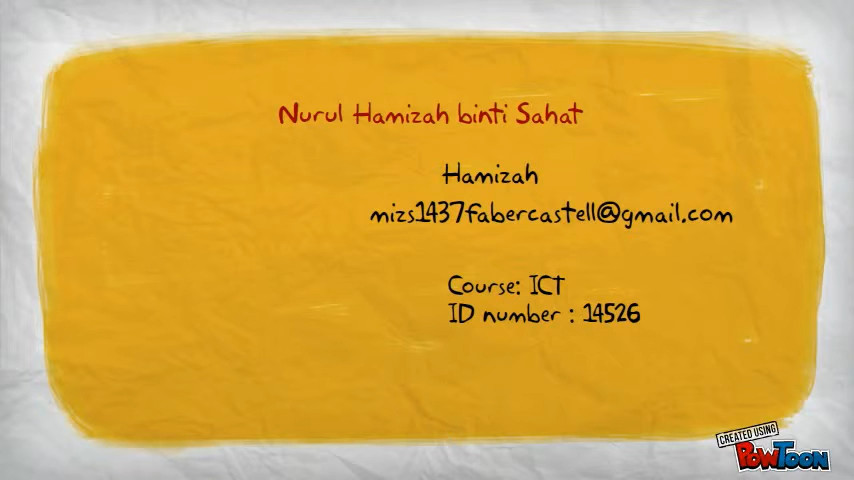 Nurul Hamizah binti Sahat
Hamizah
mizs1437fabercastell@gmail.com
Course: ICT
ID number : 14526
CREATED USING
POWTOON